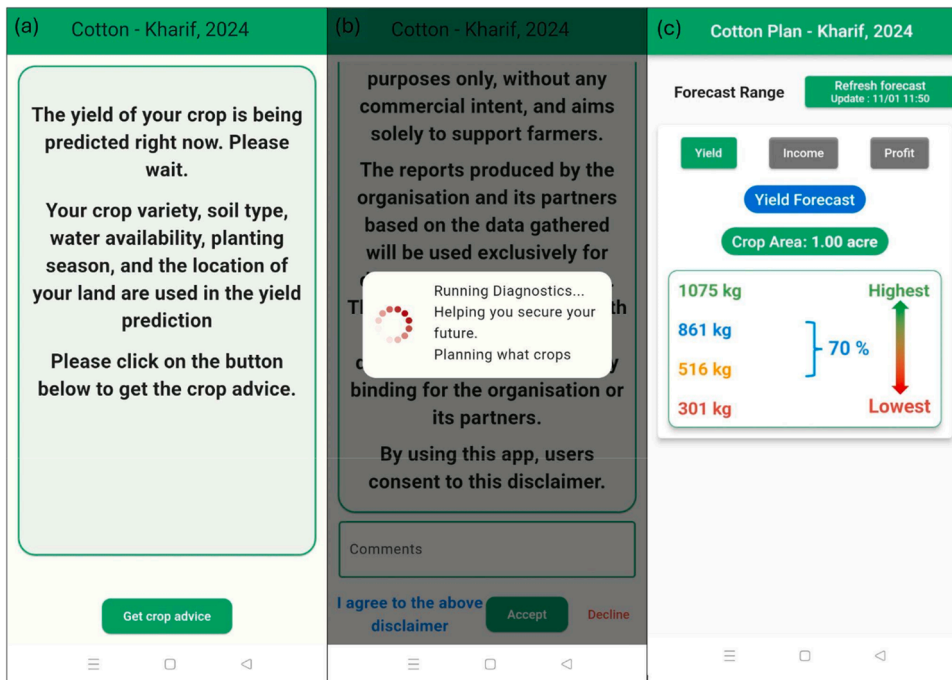 (a) Cotton - Kharif, 2024
The yield of your crop is being
predicted right now. Please
wait.
Your crop variety, soil type,
water availability, planting
season, and the location of
your land are used in the yield
prediction
Please click on the button
below to get the crop advice.
Get crop advice
(b) Cotton - Kharif, 2024
purposes only, without any
commercial intent, and aims
solely to support farmers.
The reports produced by the
organisation and its partners
based on the data gathered
will be used exclusively for
Running Diagnostics...
Helping you secure your
future.
Planning what crops
binding for the organisation or
its partners.
By using this app, users
consent to this disclaimer.
Comments
I agree to the above
disclaimer
Accept
Decline
(c) Cotton Plan - Kharif, 2024
Forecast Range
Refresh forecast
Update : 11/01 11:50
Yield Income Profit
Yield Forecast
Crop Area: 1.00 acre
1075 kg Highest
861 kg
70 %
516 kg
301 kg Lowest